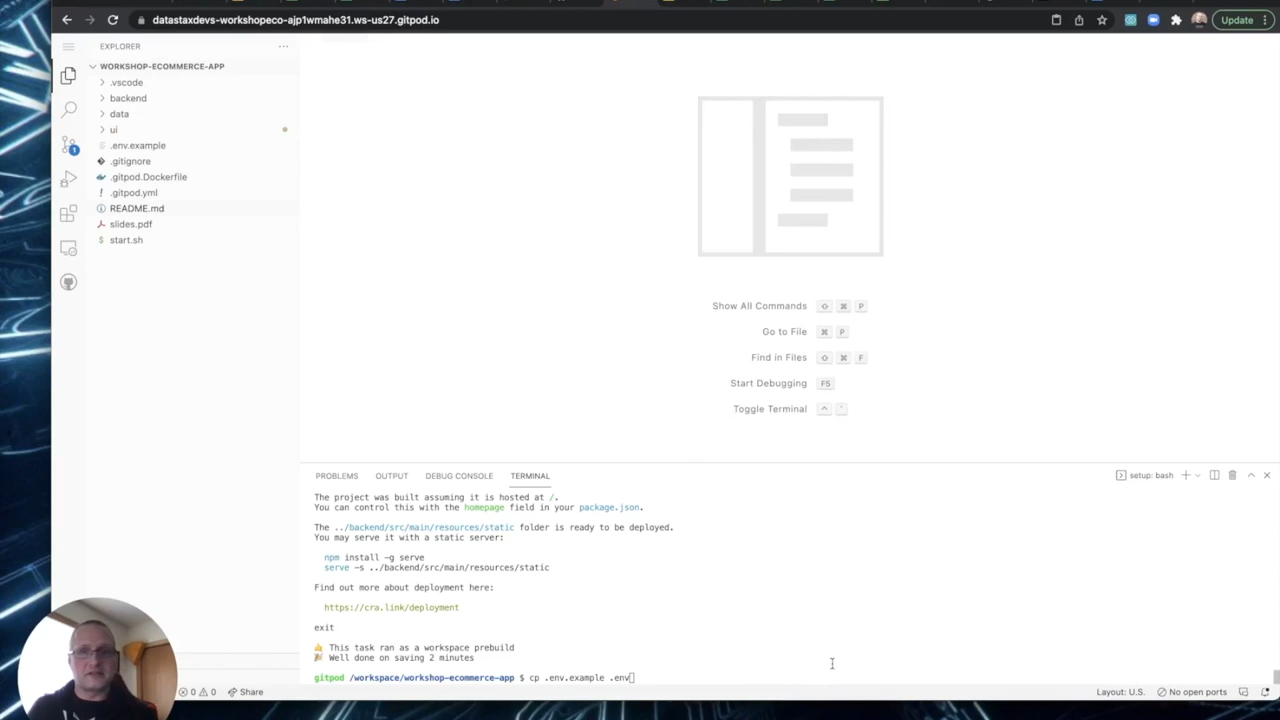 datastaxdevs-workshopeco-ajp1wmahe31.ws-us27.gitpod.io
Update
EXPLORER
WORKSHOP-ECOMMERCE-APP
.vscode
backend
data
ui
.env.example
.gitignore
.gitpod.Dockerfile
.gitpod.yml
README.md
slides.pdf
$ start.sh
1
Show All Commands ⇧ ⌘ P
Go to File ⌘ P
Find in Files ⇧ ⌘ F
Start Debugging F5
Toggle Terminal ^ `
PROBLEMS OUTPUT DEBUG CONSOLE TERMINAL
setup: bash
The project was built assuming it is hosted at /.
You can control this with the homepage field in your package.json.
The ../backend/src/main/resources/static folder is ready to be deployed.
You may serve it with a static server:
npm install -g serve
serve -s ../backend/src/main/resources/static
Find out more about deployment here:
https://cra.link/deployment
exit
🤙 This task ran as a workspace prebuild
🎉 Well done on saving 2 minutes
gitpod /workspace/workshop-ecommerce-app $ cp .env.example .env
0 0 Share
Layout: U.S. No open ports